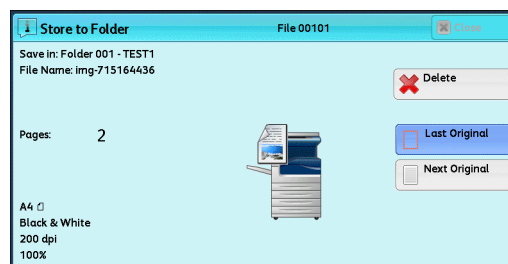 Store to Folder
File 00101
Close
Save in: Folder 001 - TEST1
File Name: img-715164436
Delete
Pages: 2
Last Original
Next Original
A4
Black & White
200 dpi
100%